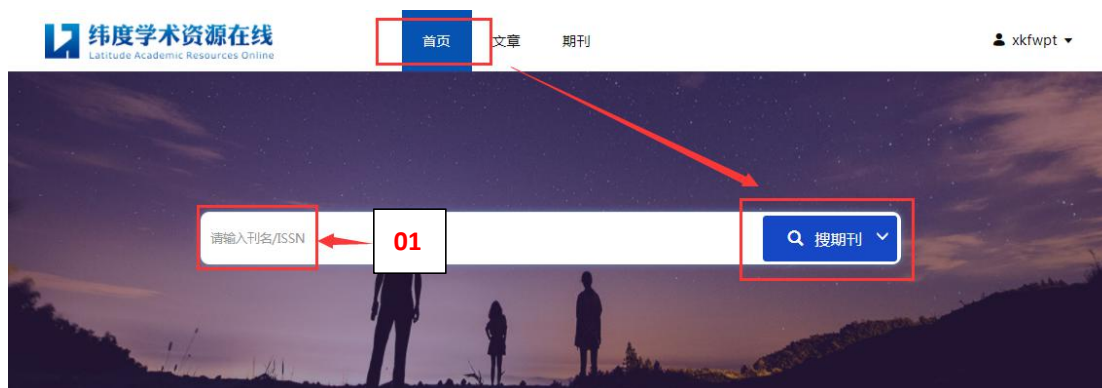 纬度学术资源在线
Latitude Academic Resources Online
首页 文章 期刊
xkfwpt
请输入刊名/ISSN
01
搜期刊